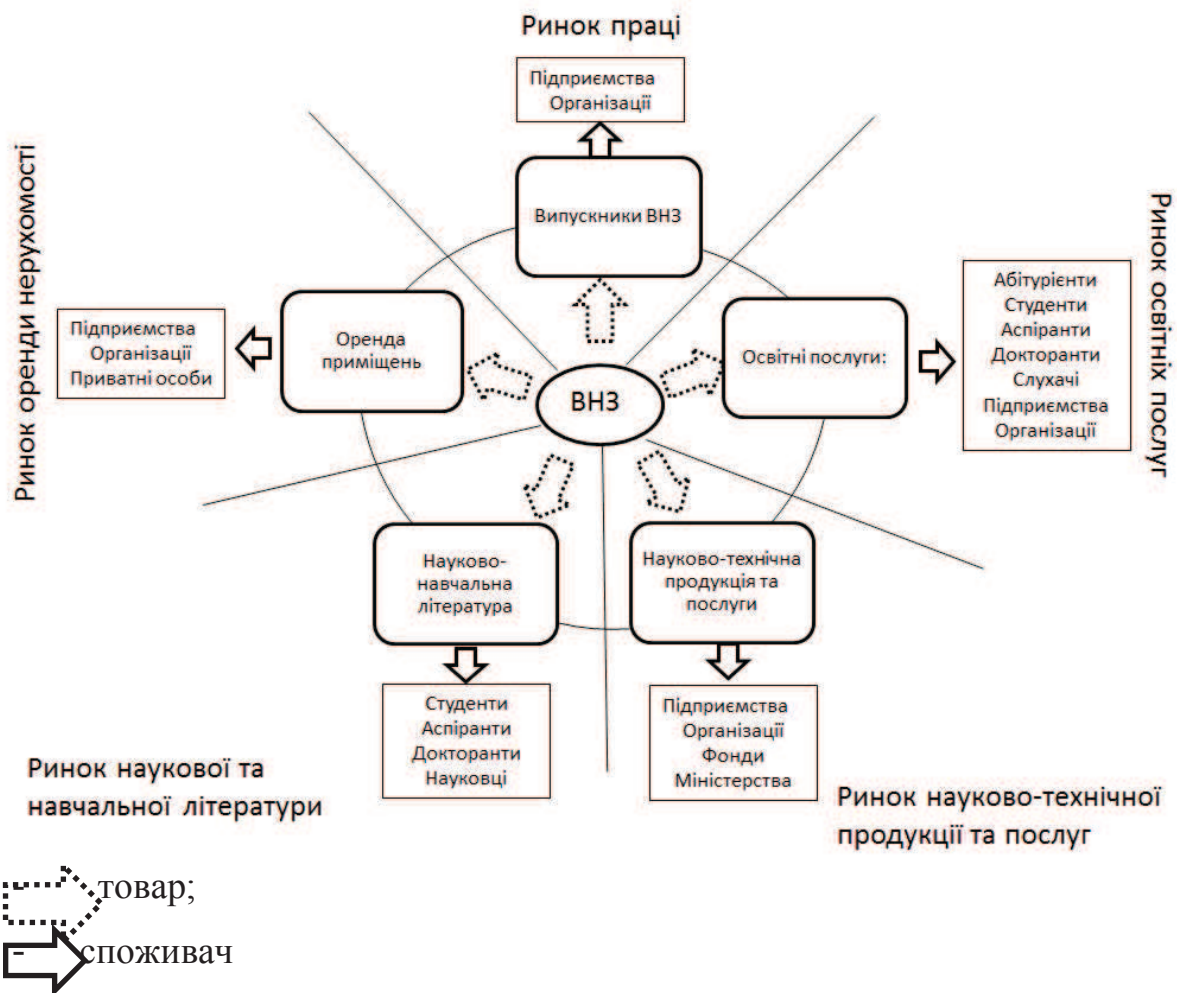 Ринок праці
Підприємства
Організації
Випускники ВНЗ
Ринок оренди нерухомості
Підприємства
Організації
Приватні особи
Оренда
приміщень
ВНЗ
Освітні послуги:
Абітурієнти
Студенти
Аспіранти
Докторанти
Слухачі
Підприємства
Організації
Ринок освітніх послуг
Науково-
навчальна
література
Науково-технічна
продукція та
послуги
Студенти
Аспіранти
Докторанти
Науковці
Підприємства
Організації
Фонди
Міністерства
Ринок наукової та
навчальної літератури
Ринок науково-технічної
продукції та послуг
- товар;
- споживач